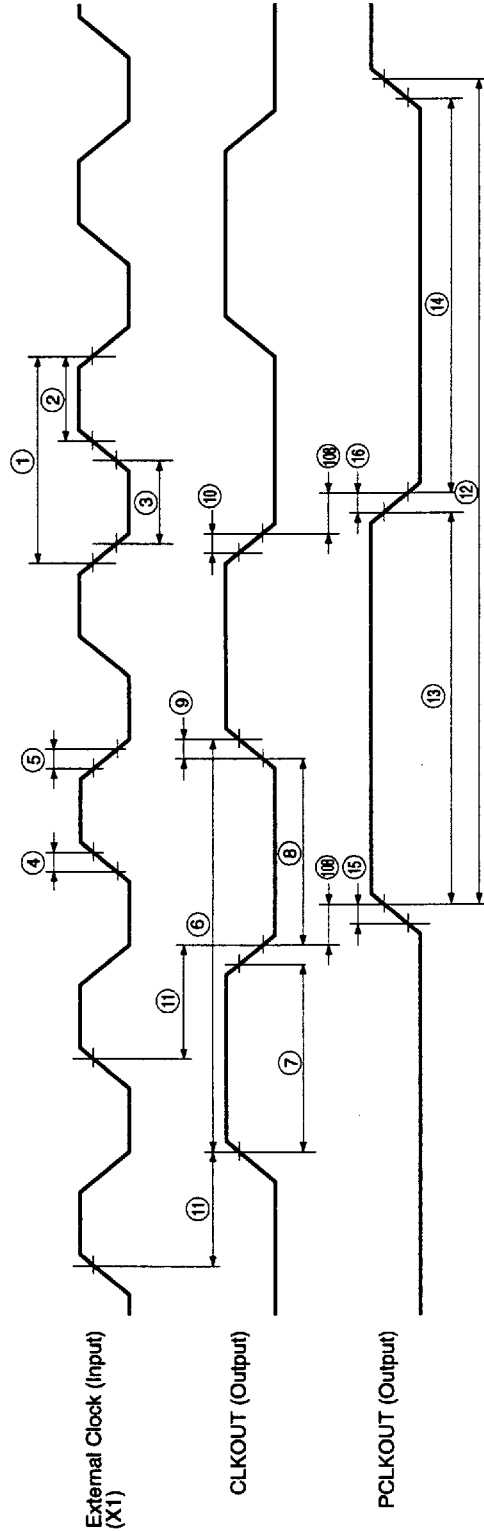 External Clock (Input)
(X1)
① ② ③ ④ ⑤ ⑪ ⑪
CLKOUT (Output)
⑥ ⑦ ⑧ ⑨ ⑩
PCLKOUT (Output)
108 ⑮ ⑬ 108 ⑯ ⑭ ⑫